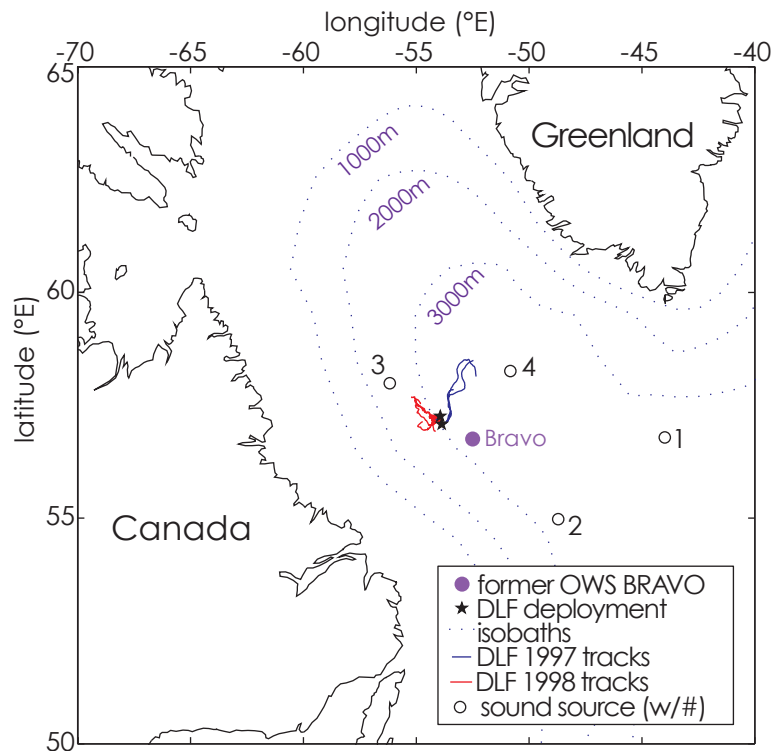 longitude (°E)
-70 -65 -60 -55 -50 -45 -40
65
Greenland
1000m
2000m
60
3000m
latitude (°E)
3
4
Bravo
1
55
2
Canada
former OWS BRAVO
DLF deployment
isobaths
DLF 1997 tracks
DLF 1998 tracks
sound source (w/#)
50